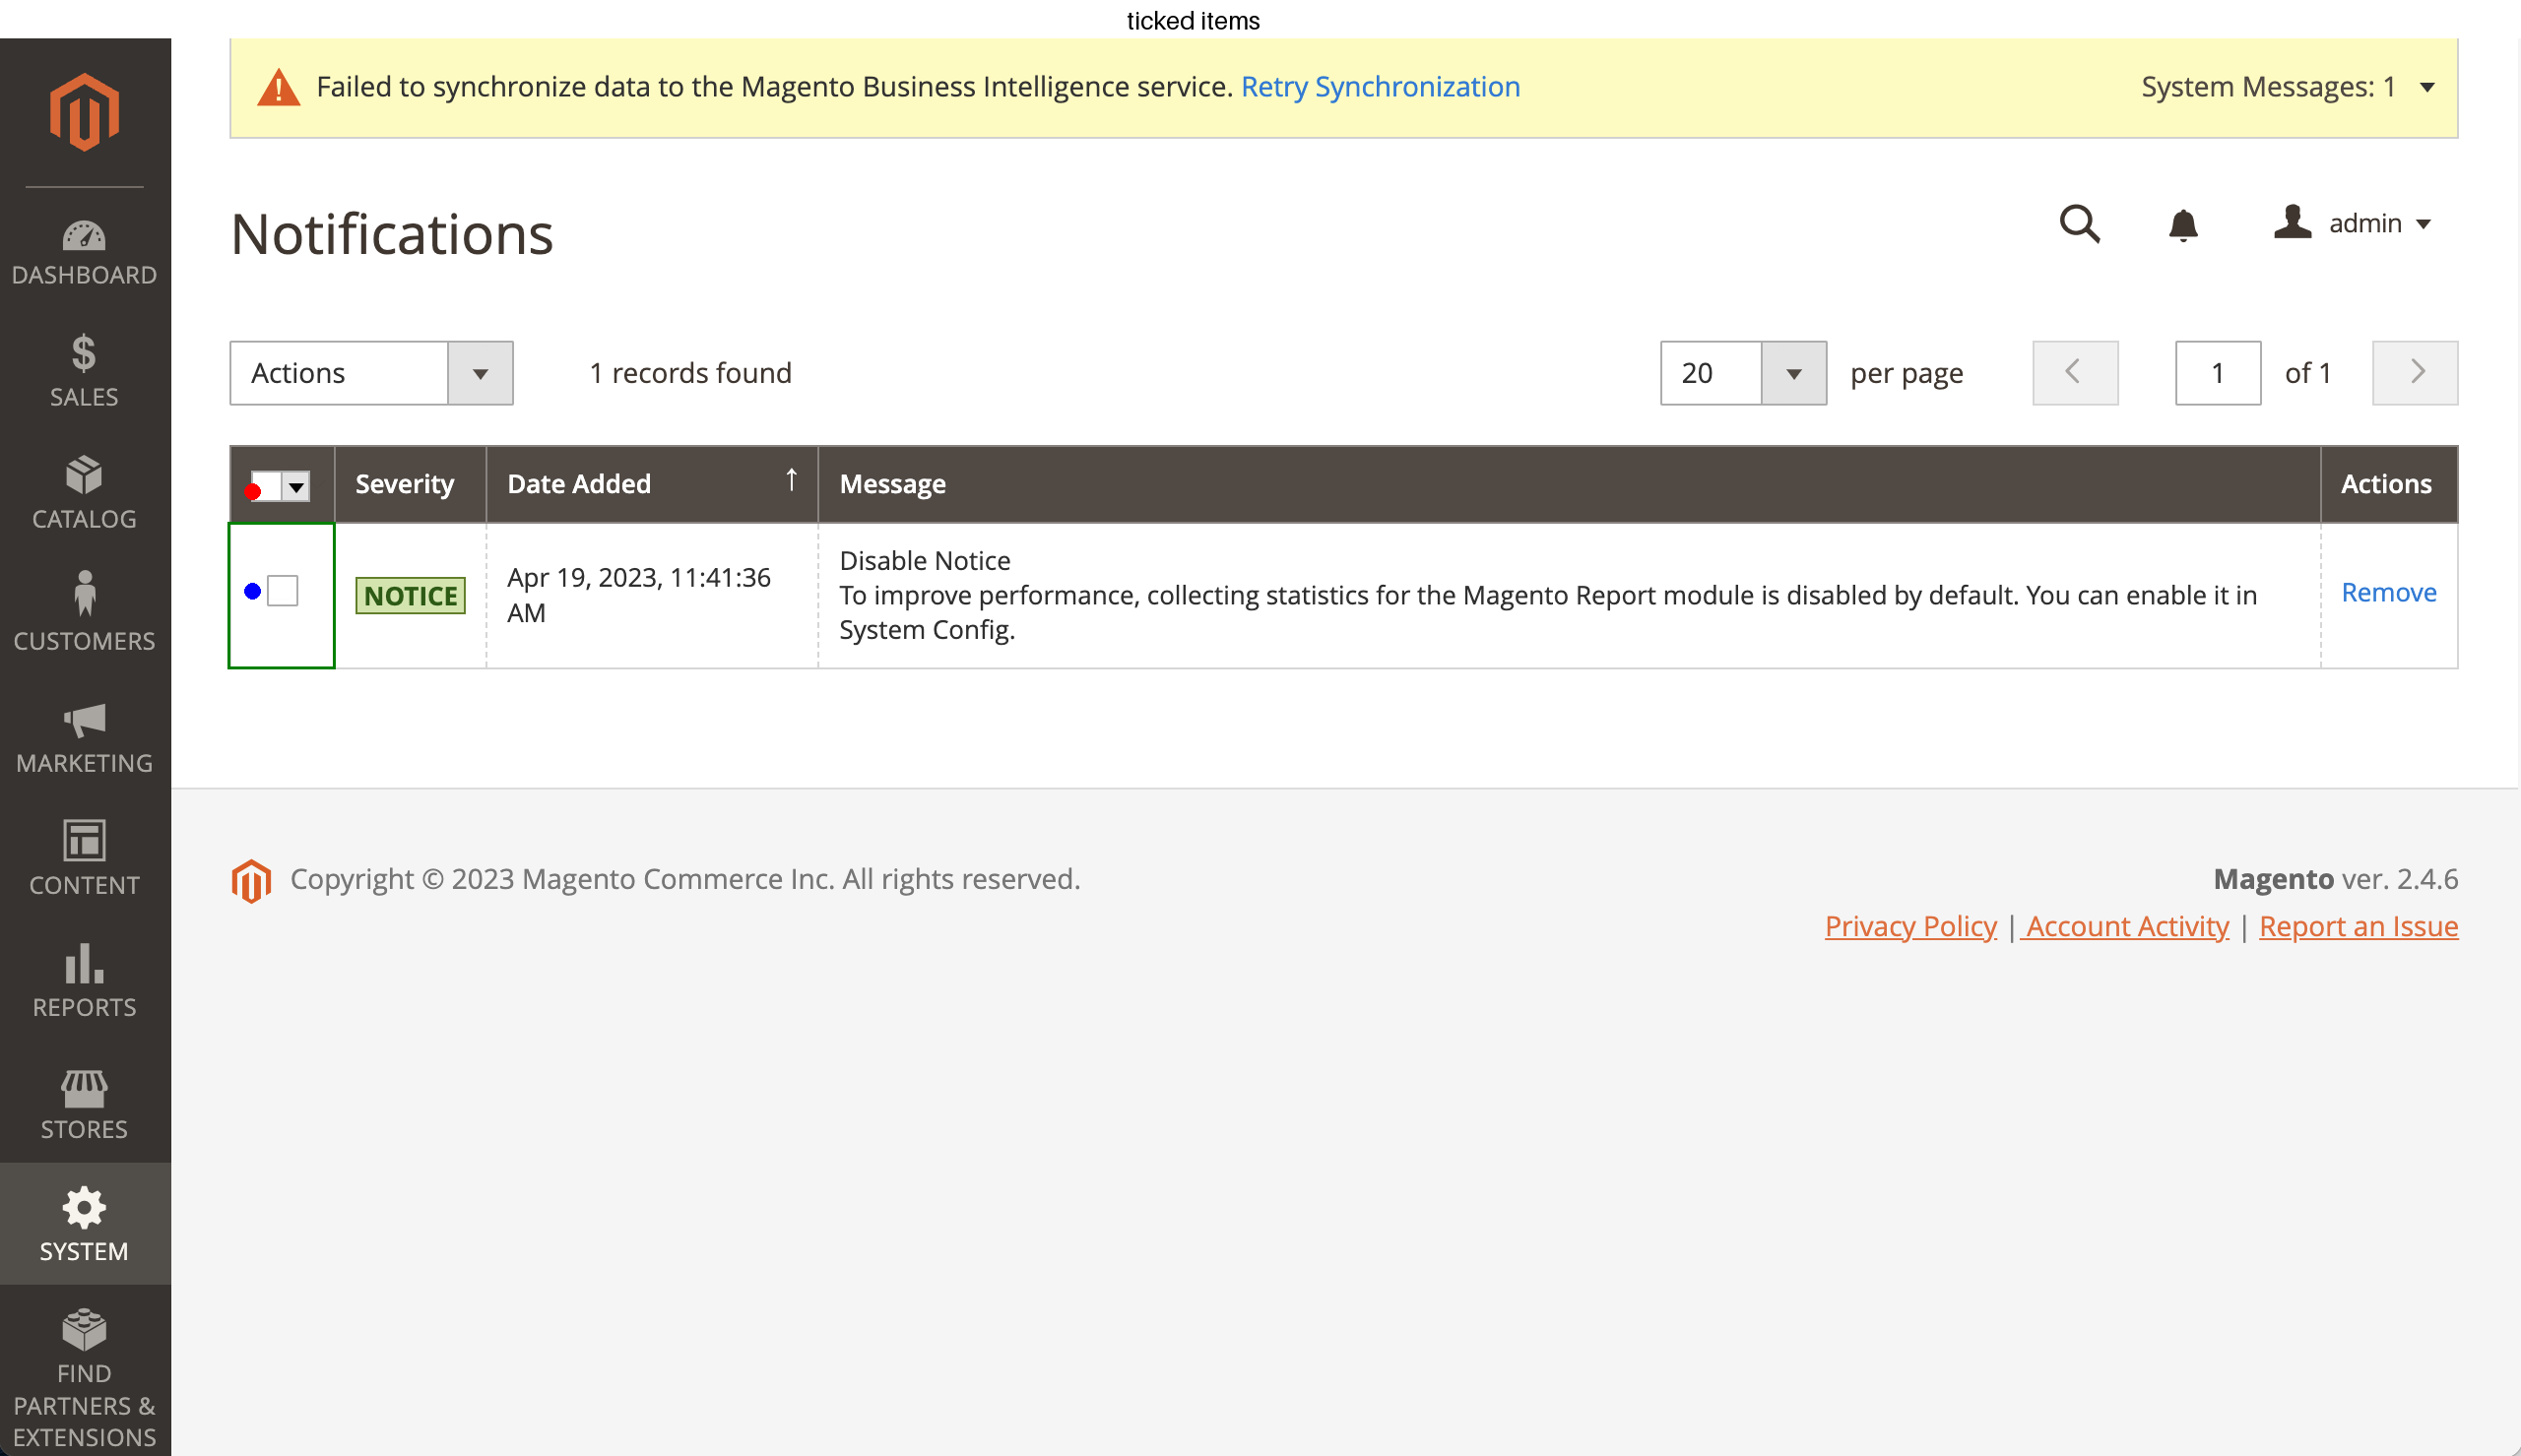 ticked items
Failed to synchronize data to the Magento Business Intelligence service. Retry Synchronization
System Messages: 1
Notifications
admin
Actions
1 records found
20
per page
1
of 1
Severity
Date Added
Message
Actions
NOTICE
Apr 19, 2023, 11:41:36
AM
Disable Notice
To improve performance, collecting statistics for the Magento Report module is disabled by default. You can enable it in
System Config.
Remove
DASHBOARD
SALES
CATALOG
CUSTOMERS
MARKETING
CONTENT
REPORTS
STORES
SYSTEM
FIND
PARTNERS &
EXTENSIONS
Copyright © 2023 Magento Commerce Inc. All rights reserved.
Magento ver. 2.4.6
Privacy Policy | Account Activity | Report an Issue